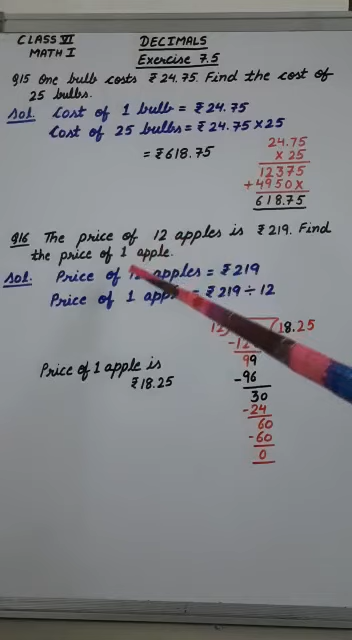 CLASS VI
MATH I
DECIMALS
Exercise 7.5
Q15 One bulb costs ₹24.75. Find the cost of
25 bulbs.
Sol. Cost of 1 bulb = ₹24.75
Cost of 25 bulbs = ₹24.75 X 25
= ₹618.75
24.75
X 25
12375
+4950X
618.75
Q16 The price of 12 apples is ₹219. Find
the price of 1 apple.
Sol. Price of 12 apples = ₹219
Price of 1 = ₹219 ÷ 12
12
18.25
99
-96
30
-24
60
-60
0
Price of 1 apple is
₹18.25